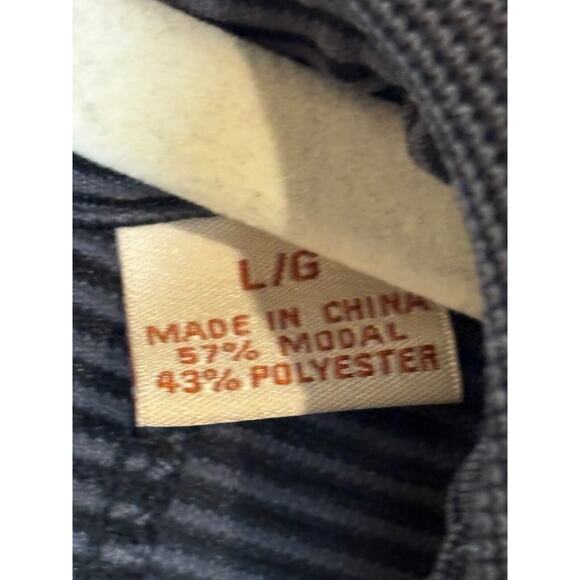 L/G
MADE IN CHINA
57% MODAL
43% POLYESTER